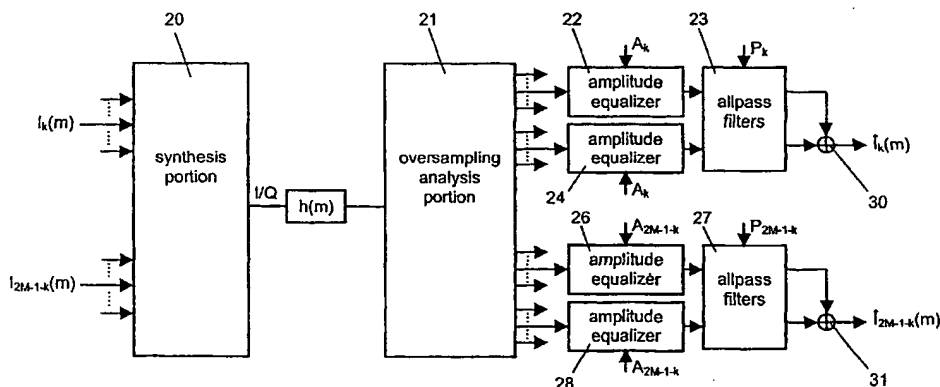 20
21
22
23
A_k
P_k
amplitude
equalizer
allpass
filters
I_k(m)
synthesis
portion
oversampling
analysis
portion
amplitude
equalizer
Ĩ_k(m)
24
A_k
30
I/Q
h(m)
26
A_2M-1-k
27
P_2M-1-k
amplitude
equalizer
allpass
filters
I_2M-1-k(m)
amplitude
equalizer
Ĩ_2M-1-k(m)
28
A_2M-1-k
31